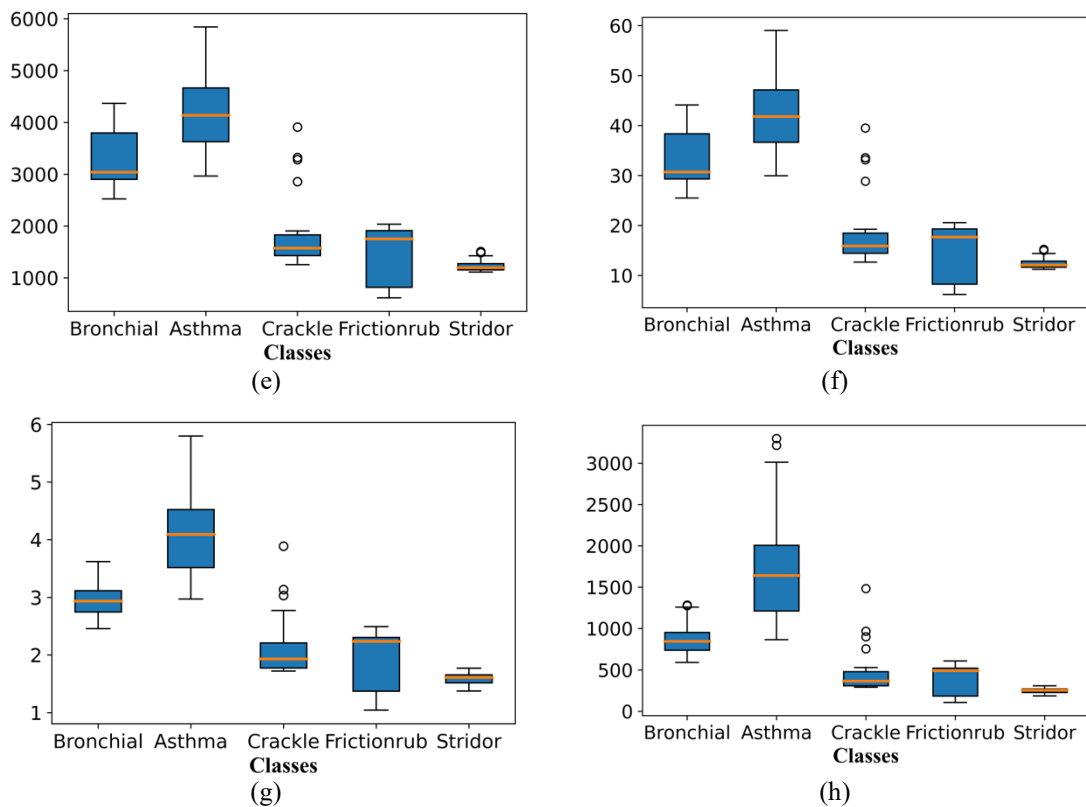 6000
5000
4000
3000
2000
1000
Bronchial Asthma Crackle Frictionrub Stridor
Classes
(e)
60
50
40
30
20
10
Bronchial Asthma Crackle Frictionrub Stridor
Classes
(f)
6
5
4
3
2
1
Bronchial Asthma Crackle Frictionrub Stridor
Classes
(g)
3000
2500
2000
1500
1000
500
0
Bronchial Asthma Crackle Frictionrub Stridor
Classes
(h)